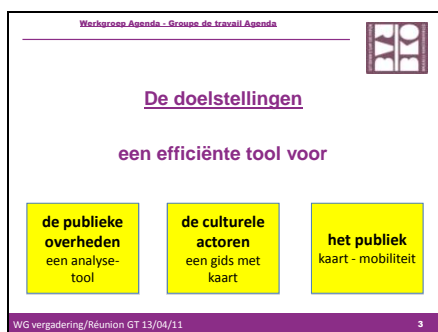 Werkgroep Agenda - Groupe de travail Agenda
De doelstellingen
een efficiënte tool voor
de publieke
overheden
een analyse-
tool
de culturele
actoren
een gids met
kaart
het publiek
kaart - mobiliteit
WG vergadering/Réunion GT 13/04/11
3